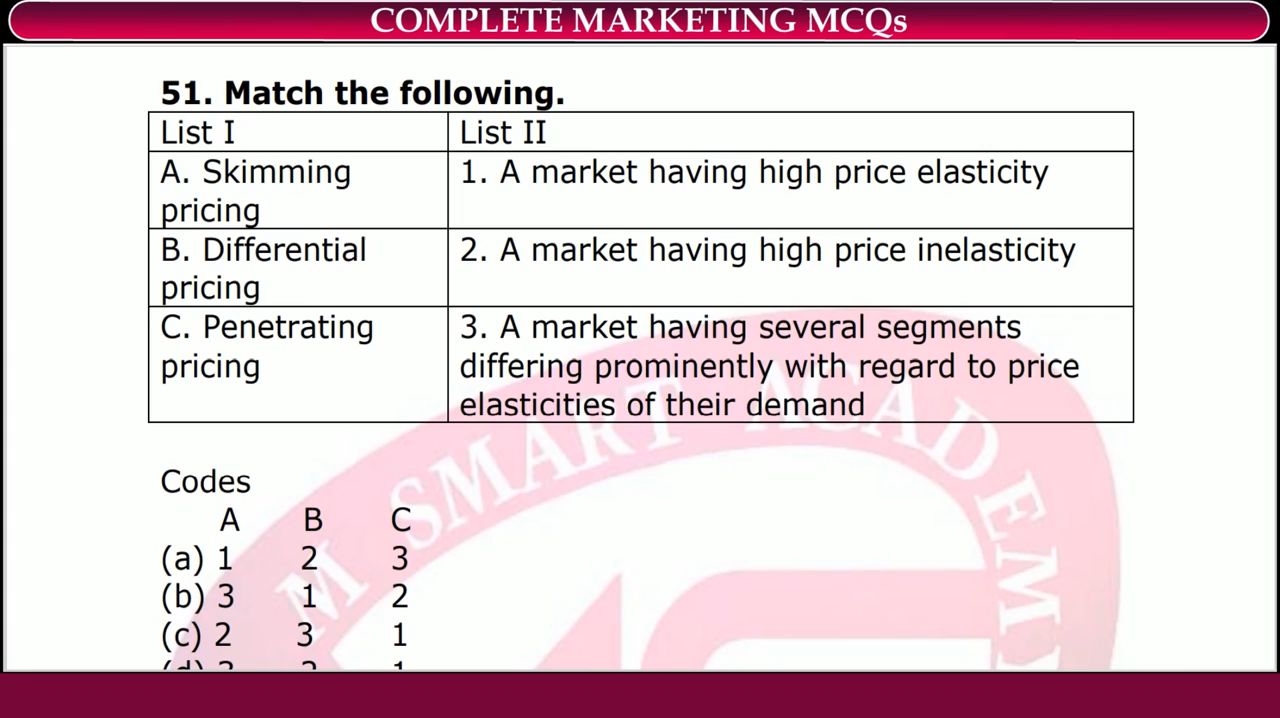 COMPLETE MARKETING MCQs
51. Match the following.
List I
List II
A. Skimming
pricing
1. A market having high price elasticity
B. Differential
pricing
2. A market having high price inelasticity
C. Penetrating
pricing
3. A market having several segments
differing prominently with regard to price
elasticities of their demand
Codes
A B C
(a) 1 2 3
(b) 3 1 2
(c) 2 3 1
M SMART ACADEM